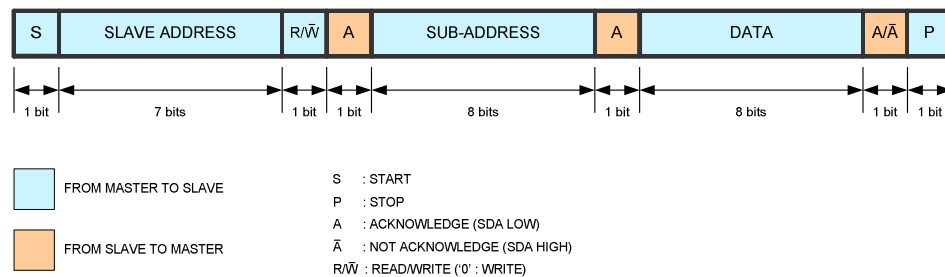 S SLAVE ADDRESS R/W̅ A SUB-ADDRESS A DATA A/A̅ P
1 bit 7 bits 1 bit 1 bit 8 bits 1 bit 8 bits 1 bit 1 bit
FROM MASTER TO SLAVE
FROM SLAVE TO MASTER
S : START
P : STOP
A : ACKNOWLEDGE (SDA LOW)
A̅ : NOT ACKNOWLEDGE (SDA HIGH)
R/W̅ : READ/WRITE (‘0’ : WRITE)